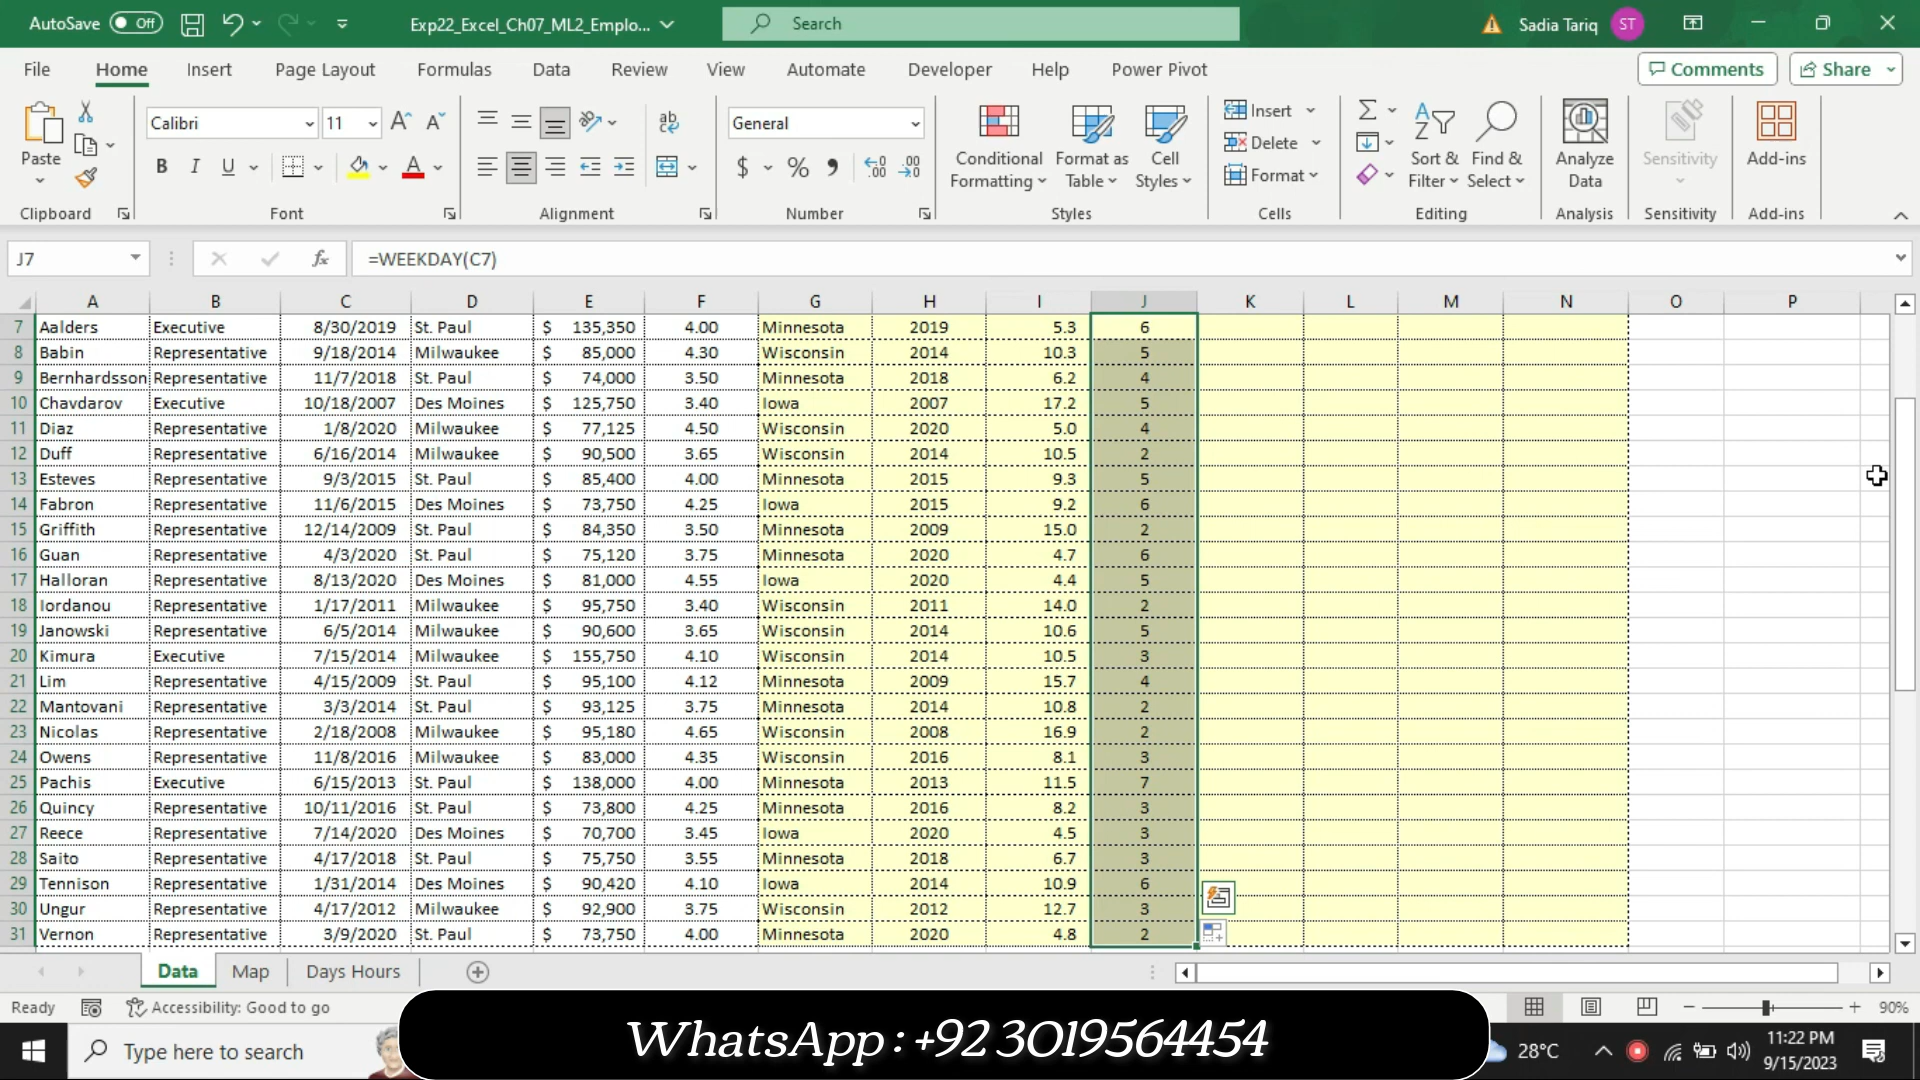 AutoSave Off Exp22_Excel_Ch07_ML2_Emplo... Search Sadia Tariq ST
File Home Insert Page Layout Formulas Data Review View Automate Developer Help Power Pivot Comments Share
Paste Calibri 11 A^ Aˇ ab General Conditional Formatting Format as Table Cell Styles Insert Delete Format Sort & Filter Find & Select Analyze Data Sensitivity Add-ins
B I U A $ % ,
Clipboard Font Alignment Number Styles Cells Editing Analysis Sensitivity Add-ins
J7 fx =WEEKDAY(C7)
A B C D E F G H I J K L M N O P
7 Aalders Executive 8/30/2019 St. Paul $ 135,350 4.00 Minnesota 2019 5.3 6
8 Babin Representative 9/18/2014 Milwaukee $ 85,000 4.30 Wisconsin 2014 10.3 5
9 Bernhardsson Representative 11/7/2018 St. Paul $ 74,000 3.50 Minnesota 2018 6.2 4
10 Chavdarov Executive 10/18/2007 Des Moines $ 125,750 3.40 Iowa 2007 17.2 5
11 Diaz Representative 1/8/2020 Milwaukee $ 77,125 4.50 Wisconsin 2020 5.0 4
12 Duff Representative 6/16/2014 Milwaukee $ 90,500 3.65 Wisconsin 2014 10.5 2
13 Esteves Representative 9/3/2015 St. Paul $ 85,400 4.00 Minnesota 2015 9.3 5
14 Fabron Representative 11/6/2015 Des Moines $ 73,750 4.25 Iowa 2015 9.2 6
15 Griffith Representative 12/14/2009 St. Paul $ 84,350 3.50 Minnesota 2009 15.0 2
16 Guan Representative 4/3/2020 St. Paul $ 75,120 3.75 Minnesota 2020 4.7 6
17 Halloran Representative 8/13/2020 Des Moines $ 81,000 4.55 Iowa 2020 4.4 5
18 Iordanou Representative 1/17/2011 Milwaukee $ 95,750 3.40 Wisconsin 2011 14.0 2
19 Janowski Representative 6/5/2014 Milwaukee $ 90,600 3.65 Wisconsin 2014 10.6 5
20 Kimura Executive 7/15/2014 Milwaukee $ 155,750 4.10 Wisconsin 2014 10.5 3
21 Lim Representative 4/15/2009 St. Paul $ 95,100 4.12 Minnesota 2009 15.7 4
22 Mantovani Representative 3/3/2014 St. Paul $ 93,125 3.75 Minnesota 2014 10.8 2
23 Nicolas Representative 2/18/2008 Milwaukee $ 95,180 4.65 Wisconsin 2008 16.9 2
24 Owens Representative 11/8/2016 Milwaukee $ 83,000 4.35 Wisconsin 2016 8.1 3
25 Pachis Executive 6/15/2013 St. Paul $ 138,000 4.00 Minnesota 2013 11.5 7
26 Quincy Representative 10/11/2016 St. Paul $ 73,800 4.25 Minnesota 2016 8.2 3
27 Reece Representative 7/14/2020 Des Moines $ 70,700 3.45 Iowa 2020 4.5 3
28 Saito Representative 4/17/2018 St. Paul $ 75,750 3.55 Minnesota 2018 6.7 3
29 Tennison Representative 1/31/2014 Des Moines $ 90,420 4.10 Iowa 2014 10.9 6
30 Ungur Representative 4/17/2012 Milwaukee $ 92,900 3.75 Wisconsin 2012 12.7 3
31 Vernon Representative 3/9/2020 St. Paul $ 73,750 4.00 Minnesota 2020 4.8 2
Data Map Days Hours
Ready Accessibility: Good to go 90%
WhatsApp : +92 3019564454
Type here to search 28°C 11:22 PM
9/15/2023